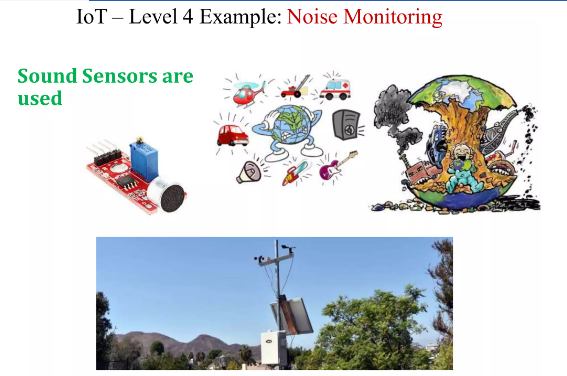 IoT – Level 4 Example: Noise Monitoring
Sound Sensors are
used